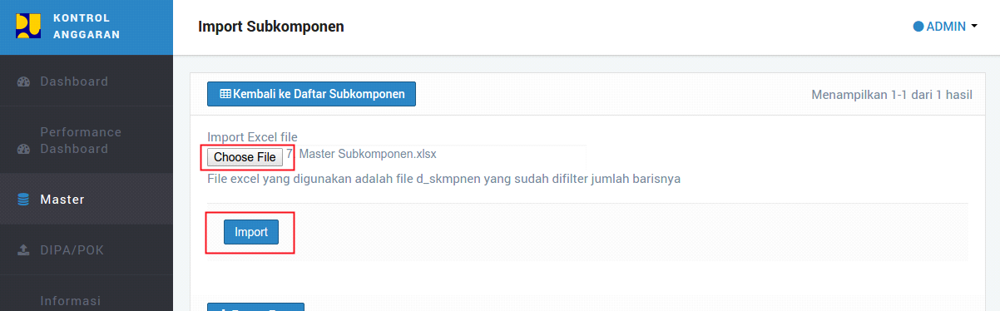 KONTROL
ANGGARAN
Import Subkomponen
ADMIN
Dashboard
Performance
Dashboard
Master
DIPA/POK
Informasi
Kembali ke Daftar Subkomponen
Menampilkan 1-1 dari 1 hasil
Import Excel file
Choose File 7. Master Subkomponen.xlsx
File excel yang digunakan adalah file d_skmpnen yang sudah difilter jumlah barisnya
Import